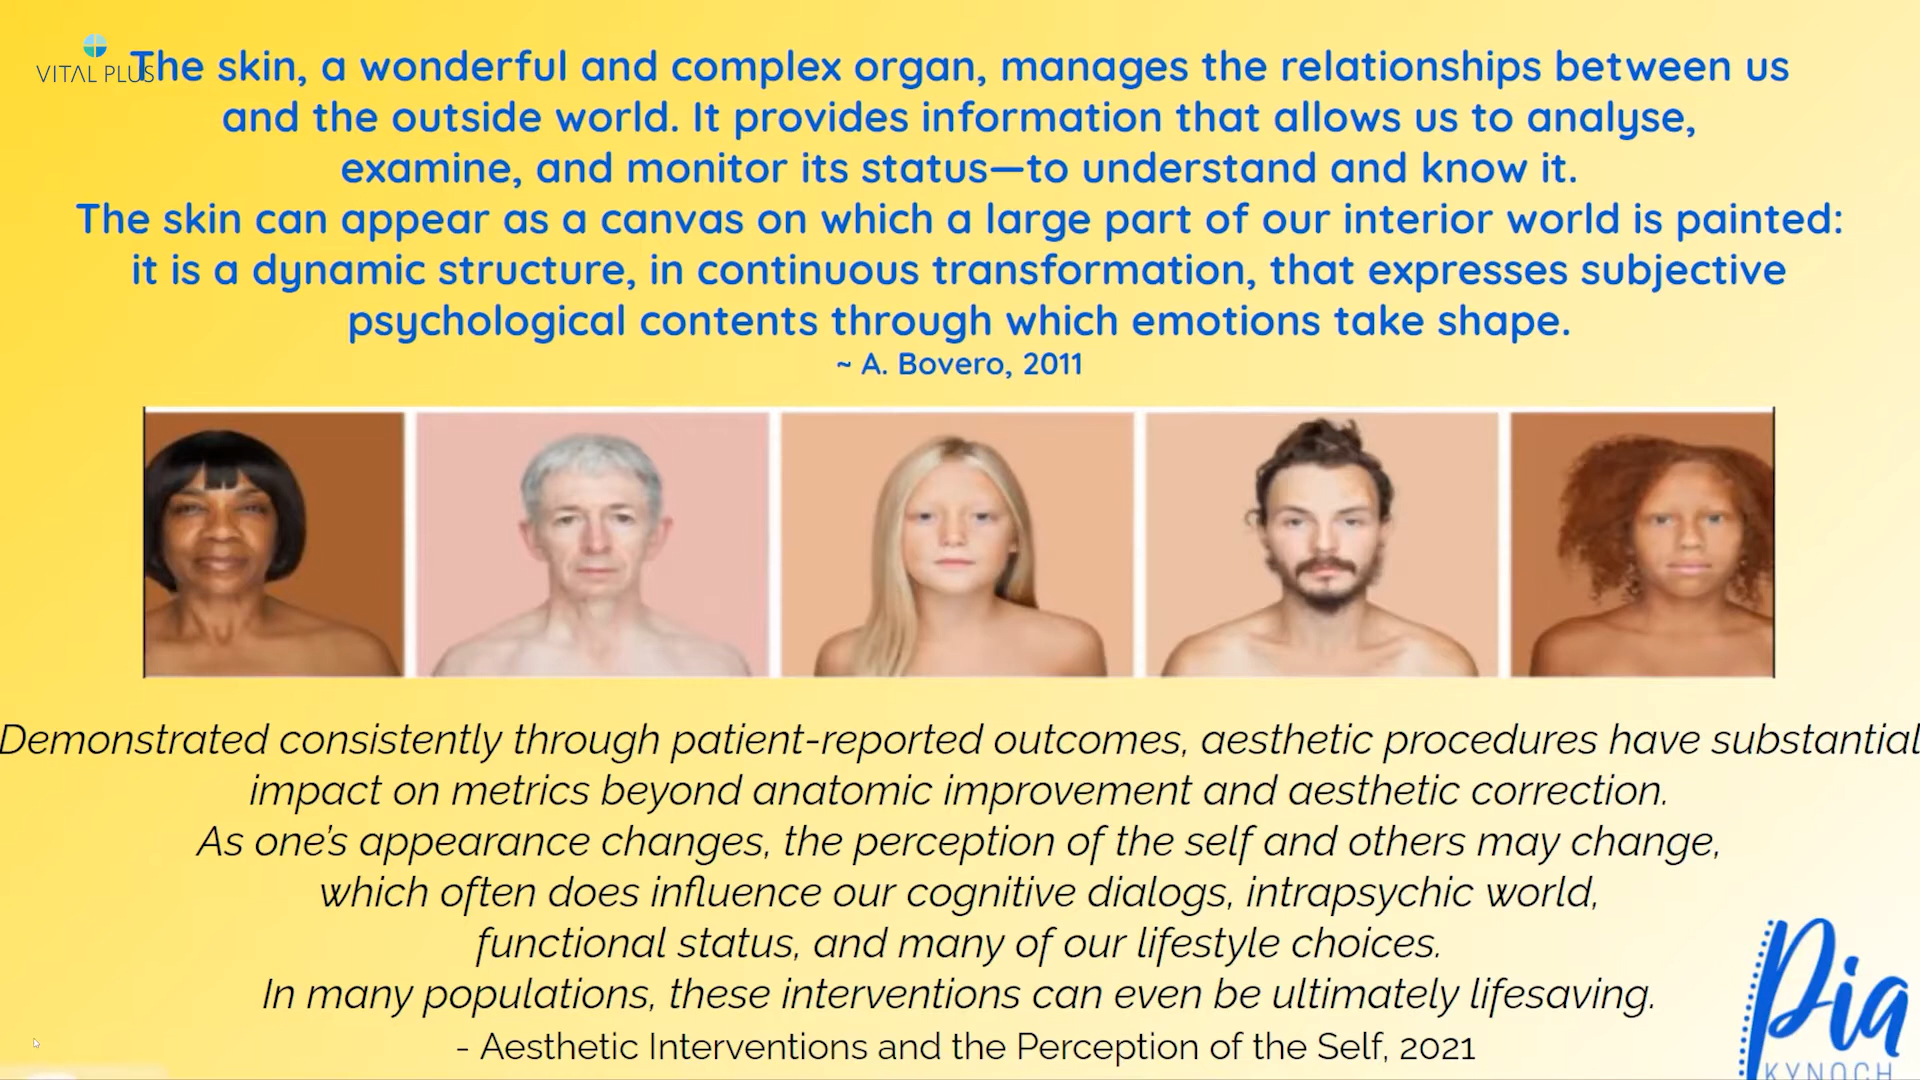 VITAL PLUS
The skin, a wonderful and complex organ, manages the relationships between us
and the outside world. It provides information that allows us to analyse,
examine, and monitor its status—to understand and know it.
The skin can appear as a canvas on which a large part of our interior world is painted:
it is a dynamic structure, in continuous transformation, that expresses subjective
psychological contents through which emotions take shape.
~ A. Bovero, 2011
Demonstrated consistently through patient-reported outcomes, aesthetic procedures have substantial
impact on metrics beyond anatomic improvement and aesthetic correction.
As one’s appearance changes, the perception of the self and others may change,
which often does influence our cognitive dialogs, intrapsychic world,
functional status, and many of our lifestyle choices.
In many populations, these interventions can even be ultimately lifesaving.
- Aesthetic Interventions and the Perception of the Self, 2021
Pia
KYNOCH